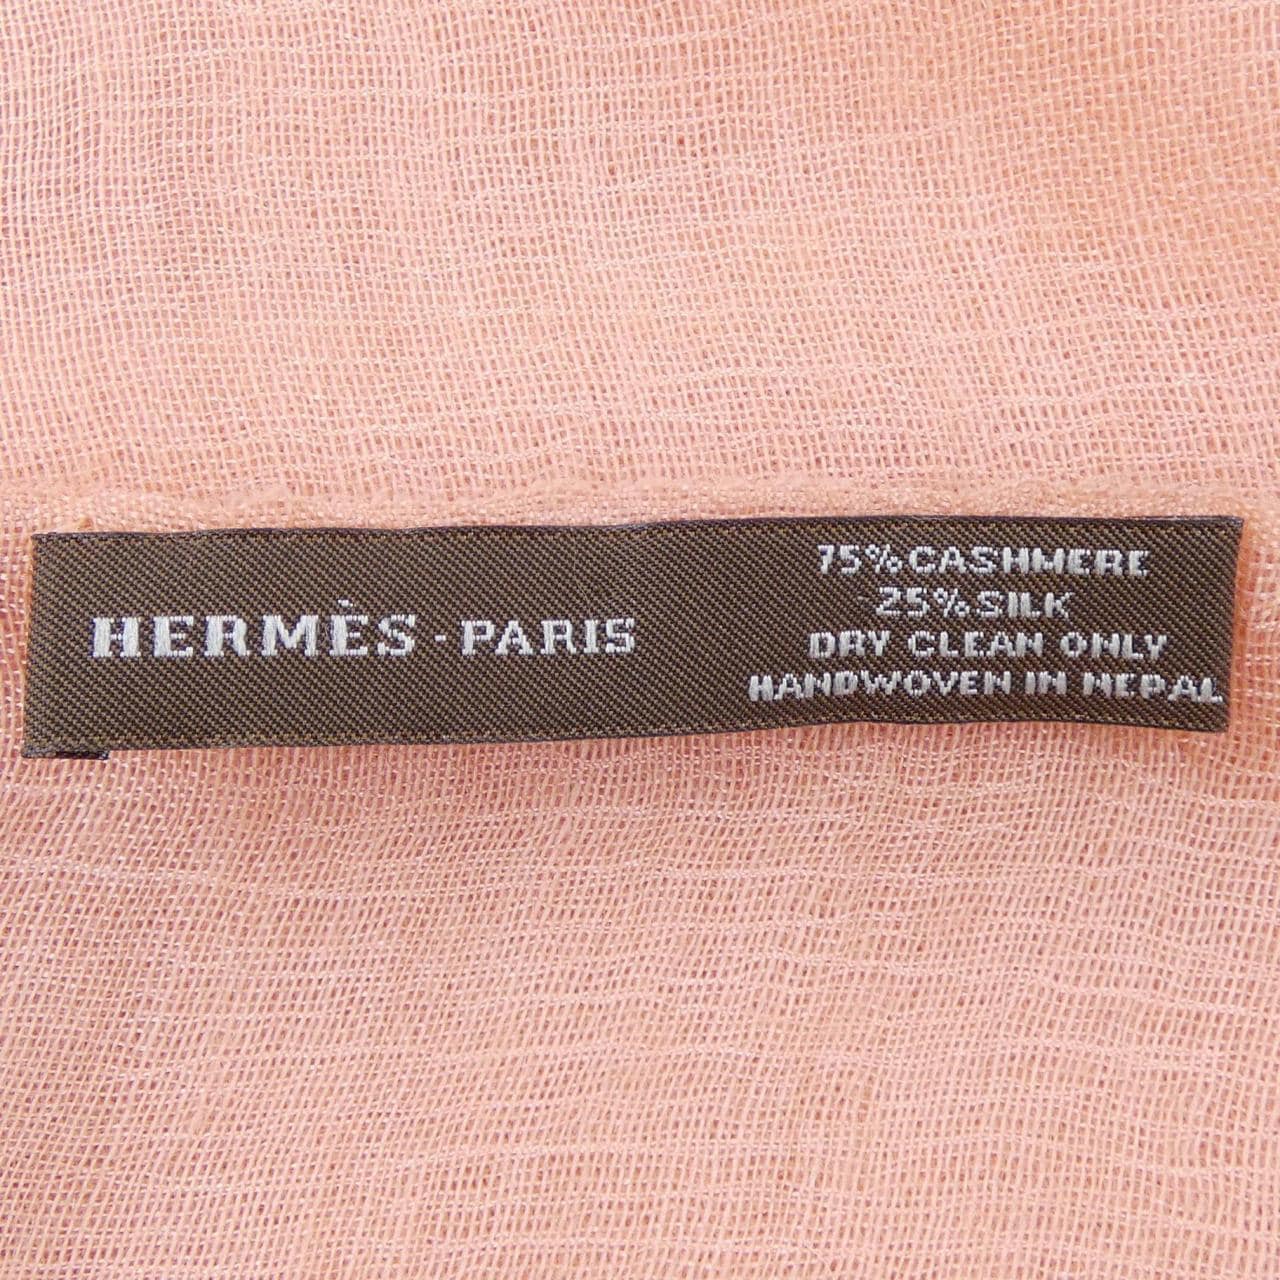 HERMÈS - PARIS
75% CASHMERE
25% SILK
DRY CLEAN ONLY
HANDWOVEN IN NEPAL